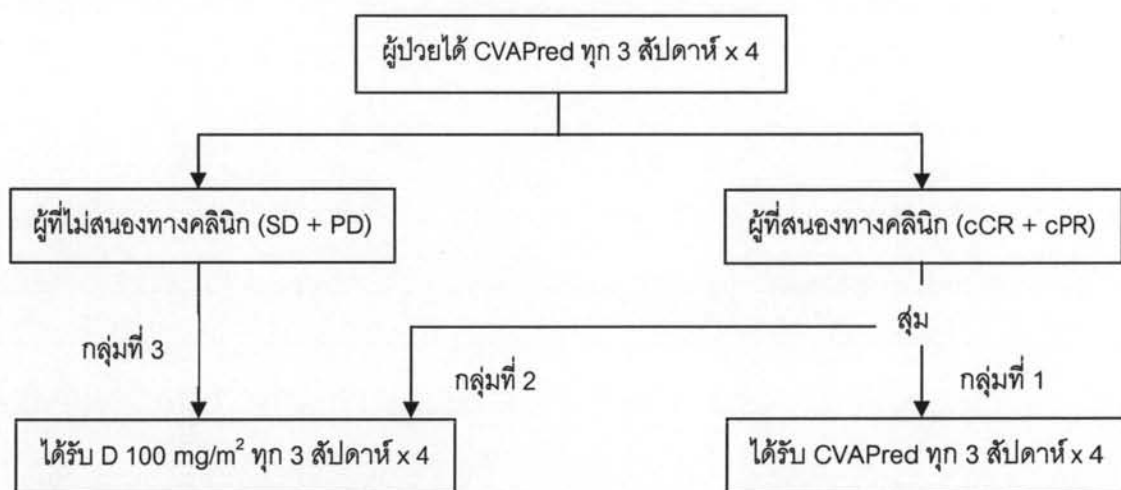 ผู้ป่วยได้ CVAPred ทุก 3 สัปดาห์ x 4
ผู้ที่ไม่สนองทางคลินิก (SD + PD)
ผู้ที่สนองทางคลินิก (cCR + cPR)
สุ่ม
กลุ่มที่ 3
กลุ่มที่ 2
กลุ่มที่ 1
ได้รับ D 100 mg/m² ทุก 3 สัปดาห์ x 4
ได้รับ CVAPred ทุก 3 สัปดาห์ x 4